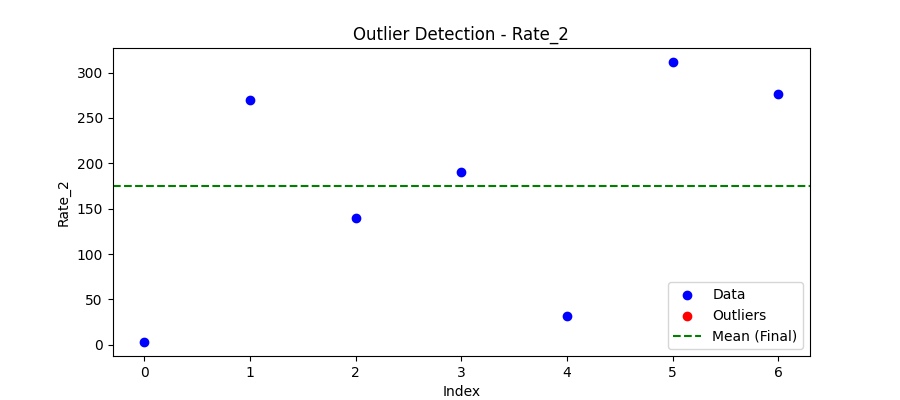 Outlier Detection - Rate_2
300
250
200
150
100
50
0
Rate_2
Data
Outliers
Mean (Final)
0 1 2 3 4 5 6
Index